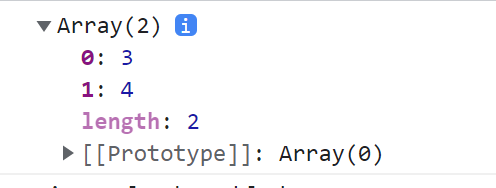 ▼Array(2) i
0: 3
1: 4
length: 2
▶[[Prototype]]: Array(0)